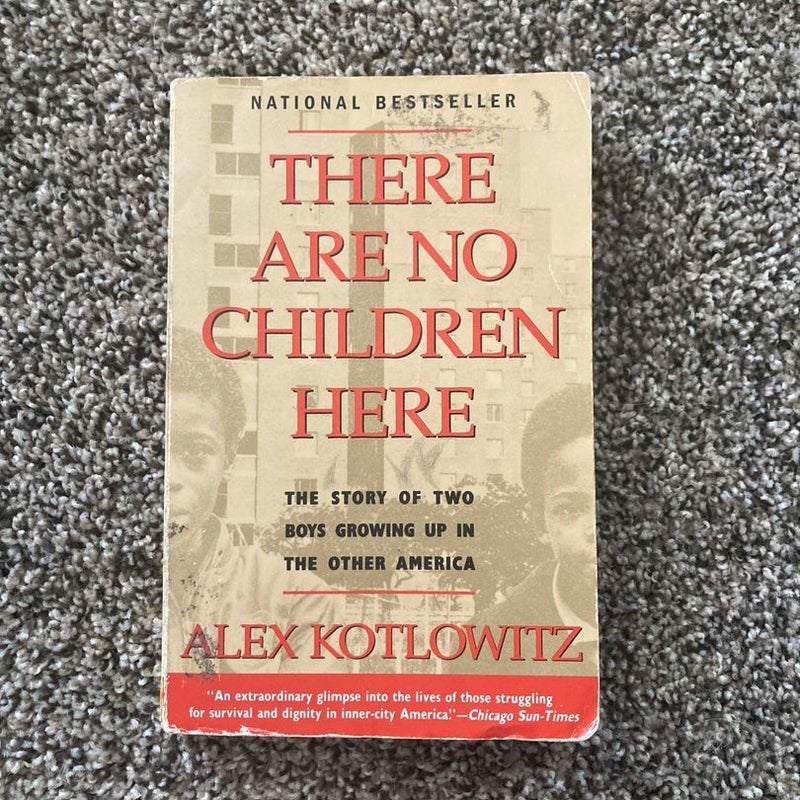 NATIONAL BESTSELLER
THERE
ARE NO
CHILDREN
HERE
THE STORY OF TWO
BOYS GROWING UP IN
THE OTHER AMERICA
ALEX KOTLOWITZ
"An extraordinary glimpse into the lives of those struggling
for survival and dignity in inner-city America."—Chicago Sun-Times